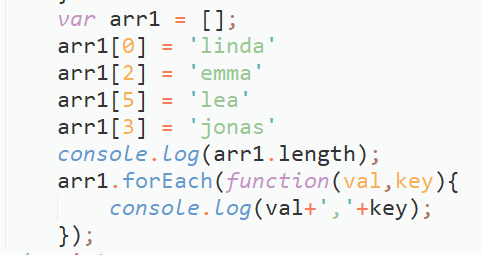 var arr1 = [];
arr1[0] = 'linda'
arr1[2] = 'emma'
arr1[5] = 'lea'
arr1[3] = 'jonas'
console.log(arr1.length);
arr1.forEach(function(val,key){
    console.log(val+','+key);
});